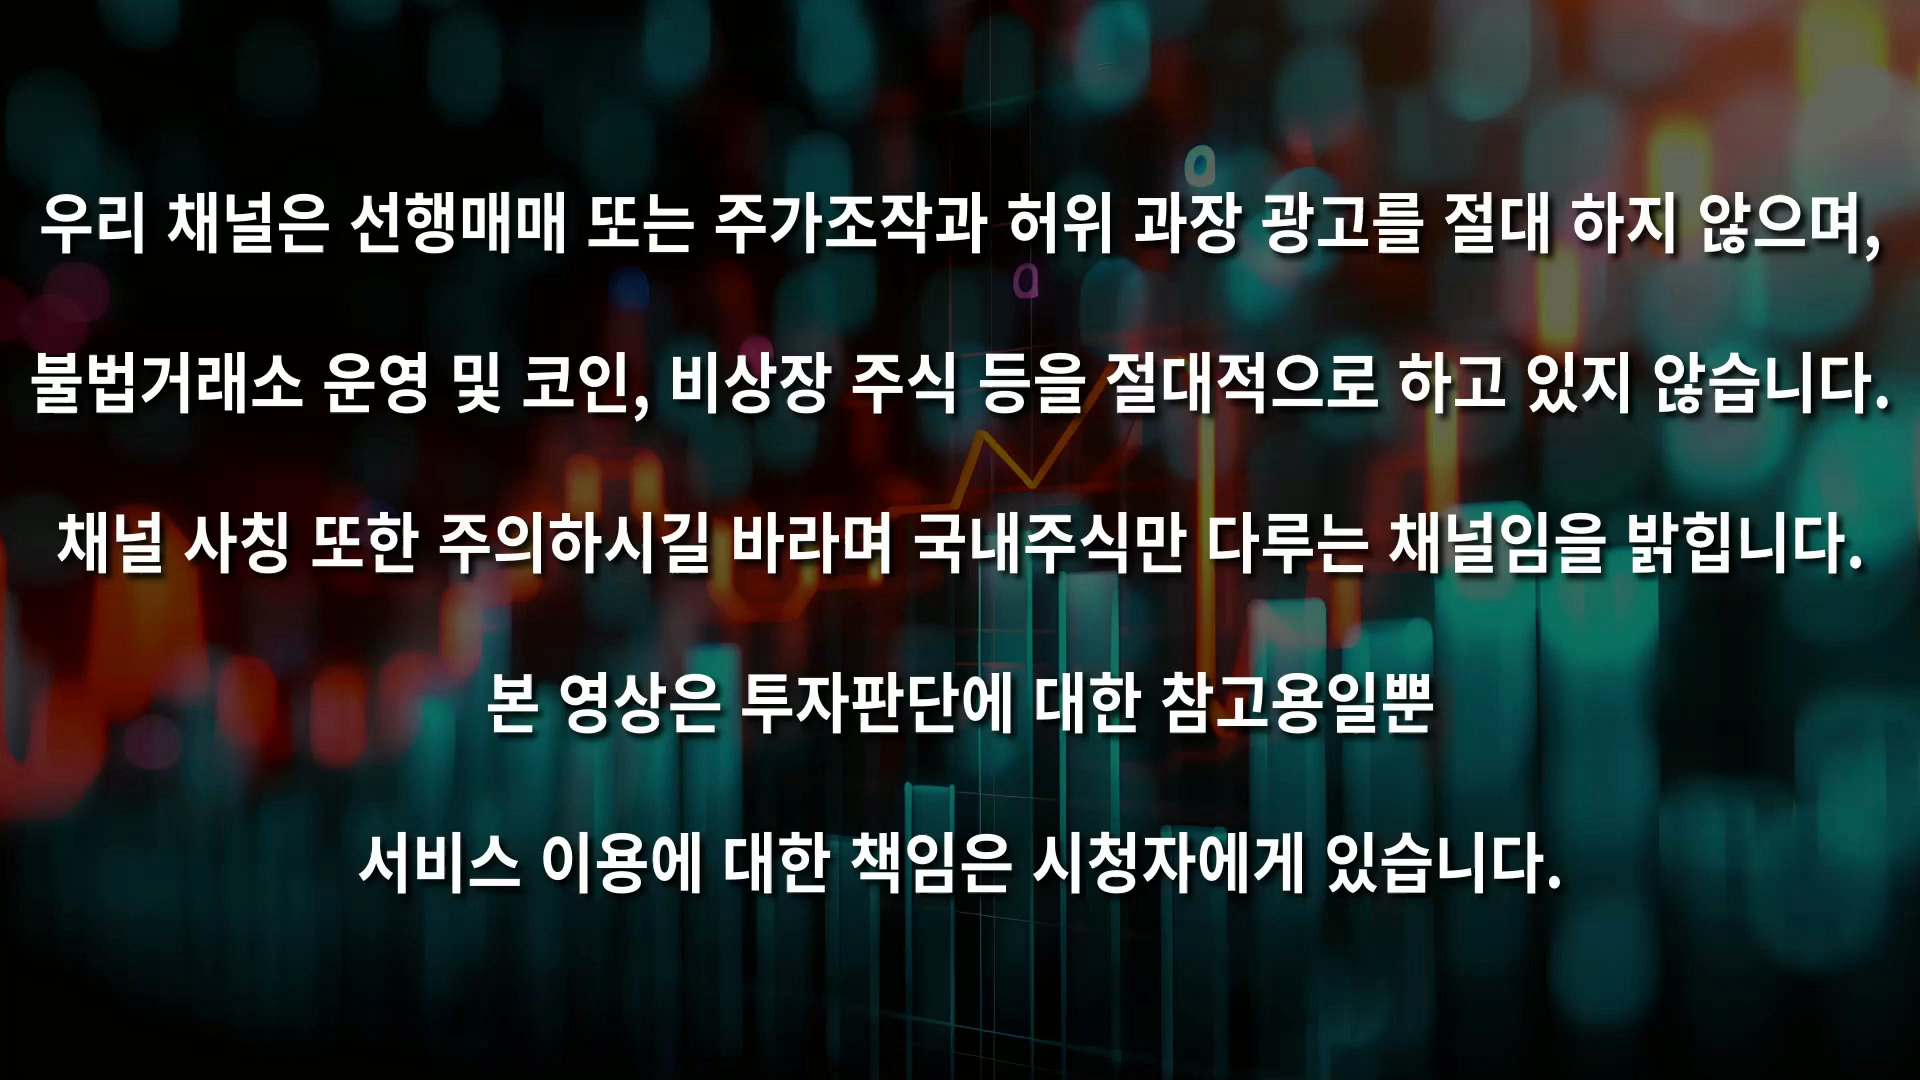 우리 채널은 선행매매 또는 주가조작과 허위 과장 광고를 절대 하지 않으며,
불법거래소 운영 및 코인, 비상장 주식 등을 절대적으로 하고 있지 않습니다.
채널 사칭 또한 주의하시길 바라며 국내주식만 다루는 채널임을 밝힙니다.
본 영상은 투자판단에 대한 참고용일뿐
서비스 이용에 대한 책임은 시청자에게 있습니다.